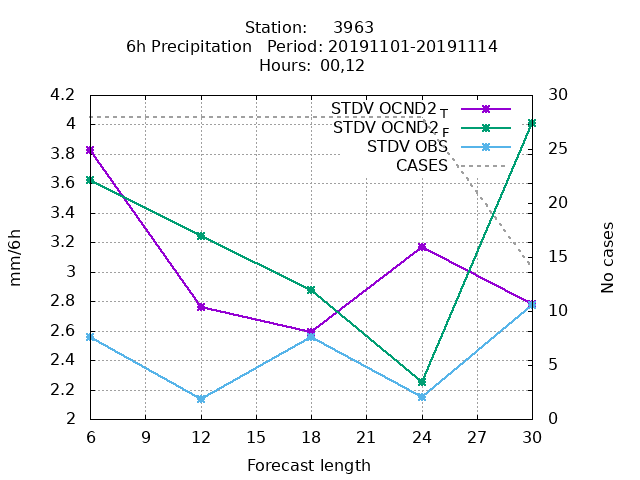 Station: 3963
6h Precipitation Period: 20191101-20191114
Hours: 00,12
4.2
4
3.8
3.6
3.4
3.2
3
2.8
2.6
2.4
2.2
2
mm/6h
STDV OCND2 T
STDV OCND2 F
STDV OBS
CASES
30
25
20
15
10
5
0
No cases
6 9 12 15 18 21 24 27 30
Forecast length